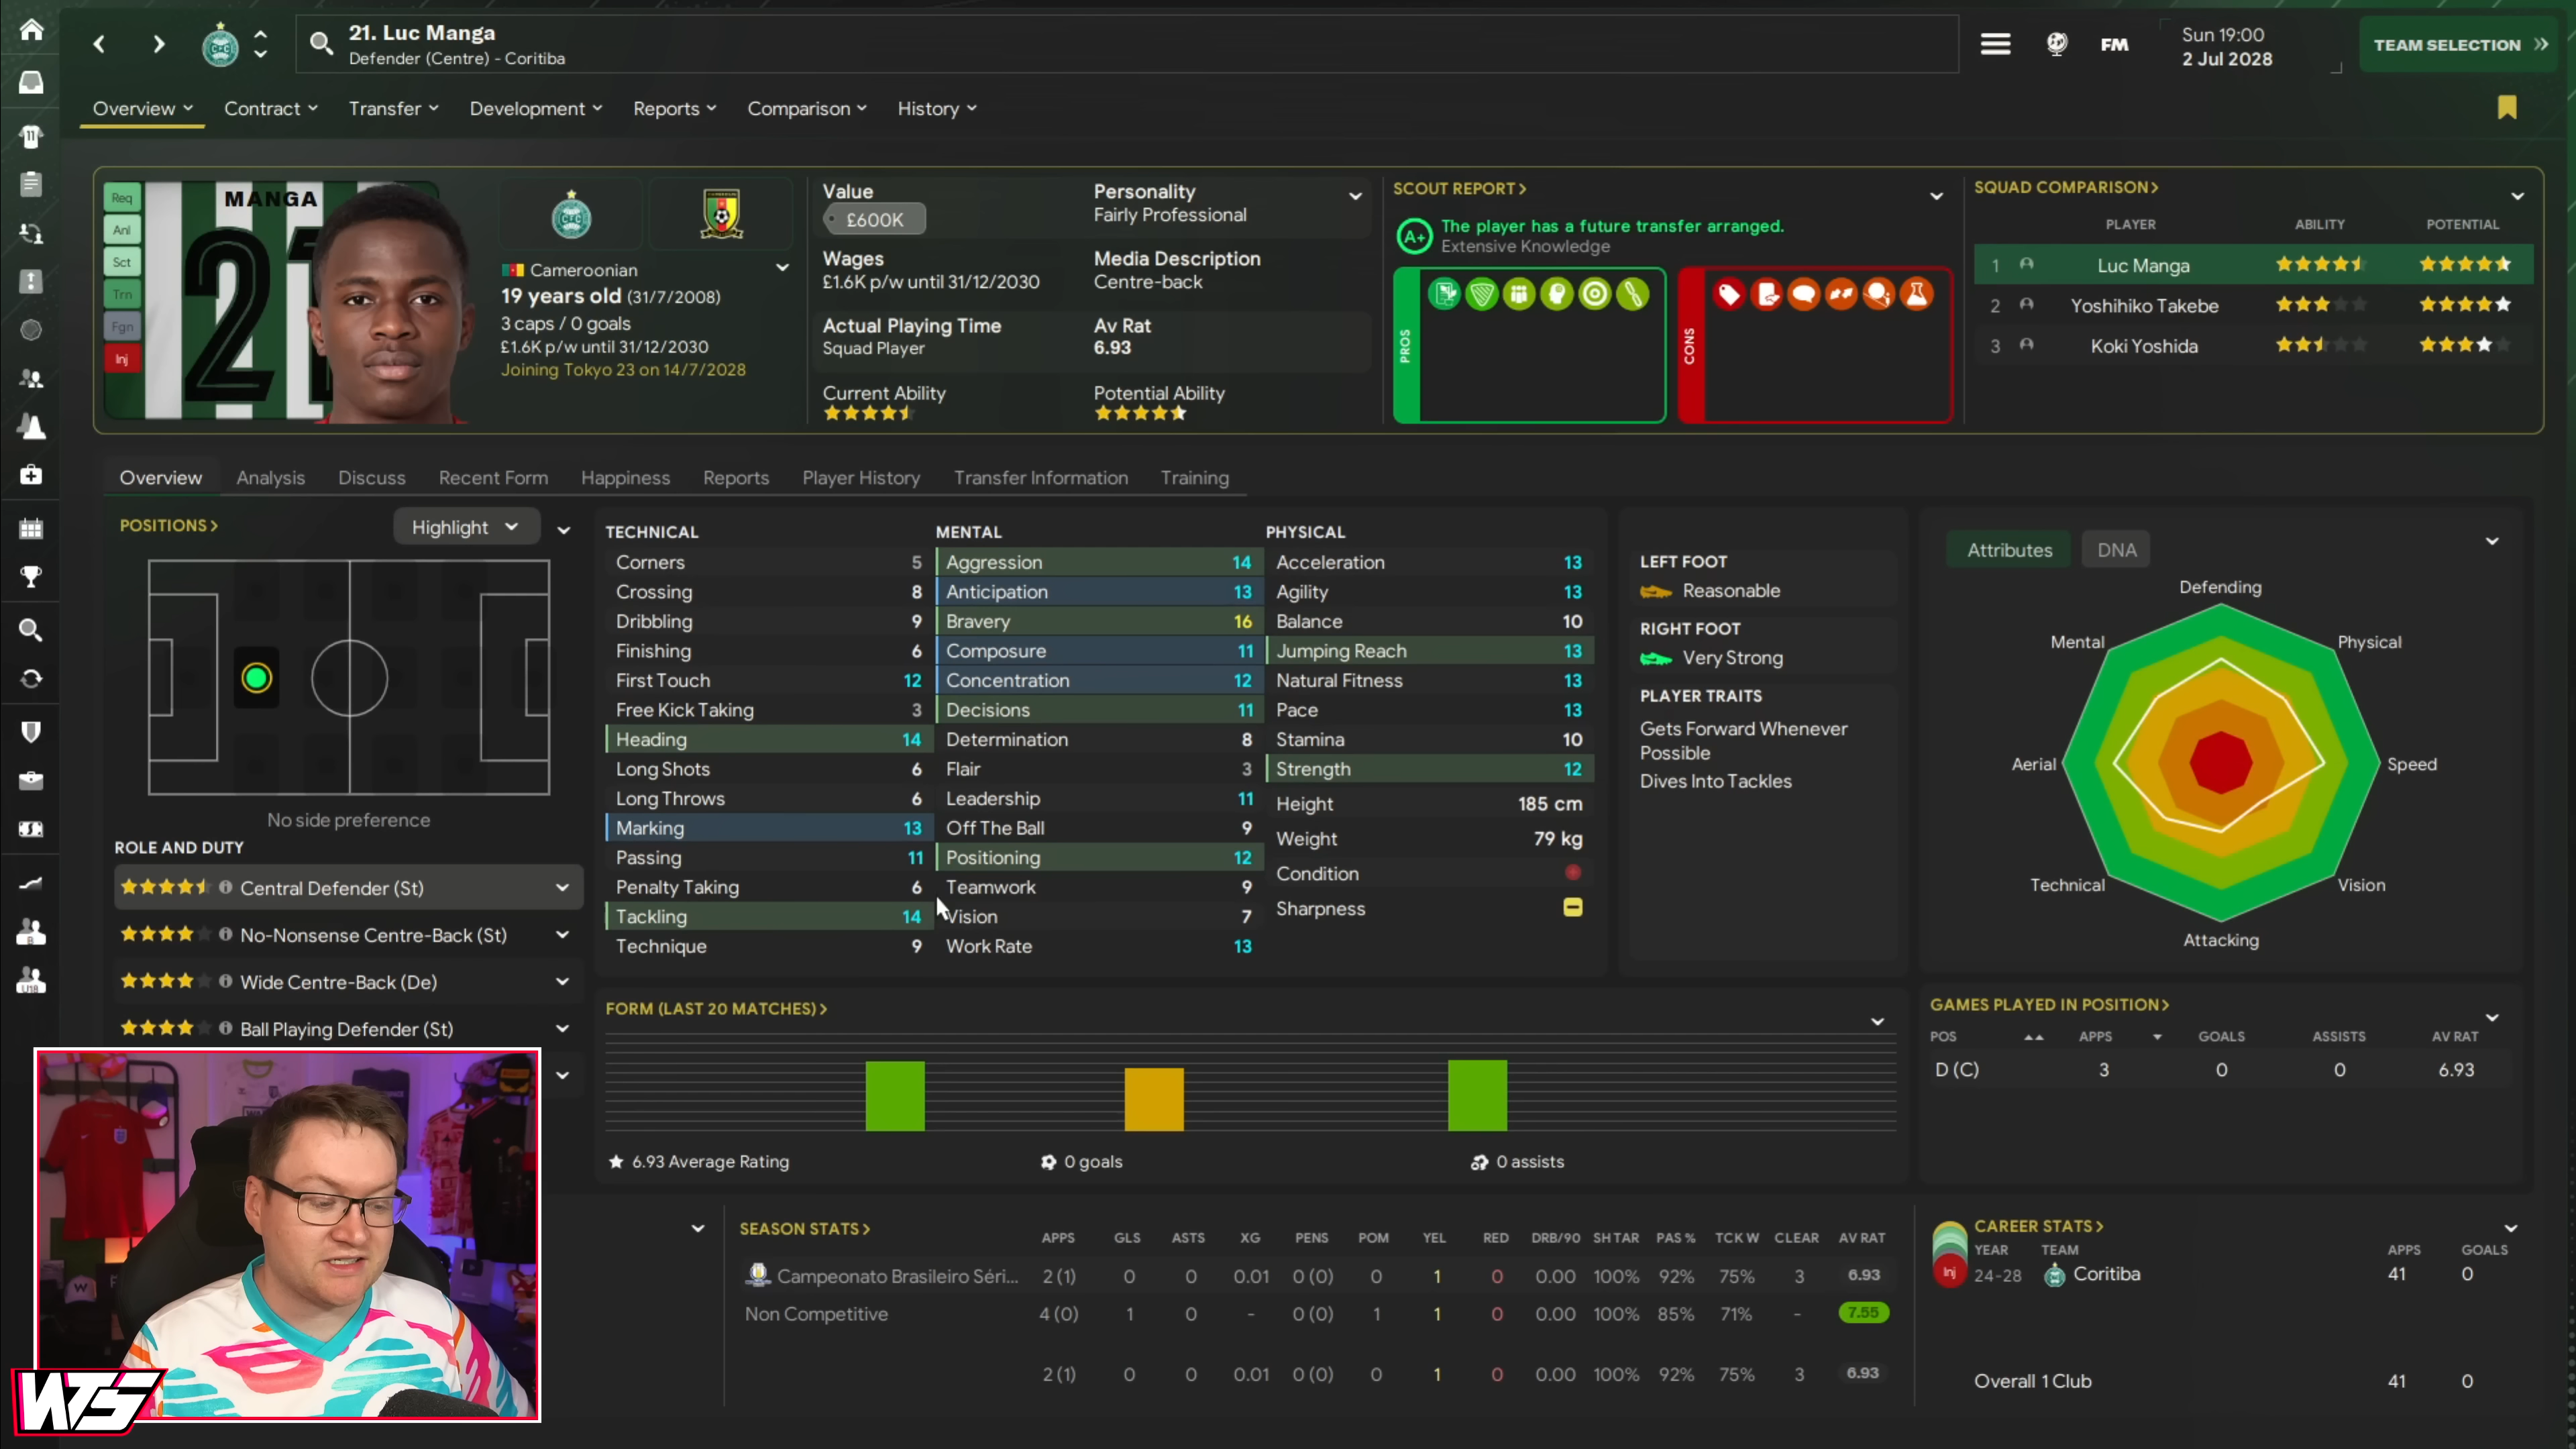 21. Luc Manga
Defender (Centre) - Coritiba
FM
Sun 19:00
2 Jul 2028
TEAM SELECTION
Overview
Contract
Transfer
Development
Reports
Comparison
History
Req
Anl
Sct
Trn
Fgn
Inj
MANGA
21
Cameroonian
19 years old (31/7/2008)
3 caps / 0 goals
£1.6K p/w until 31/12/2030
Joining Tokyo 23 on 14/7/2028
Value
£600K
Wages
£1.6K p/w until 31/12/2030
Actual Playing Time
Squad Player
Current Ability
Personality
Fairly Professional
Media Description
Centre-back
Av Rat
6.93
Potential Ability
SCOUT REPORT>
A+
The player has a future transfer arranged.
Extensive Knowledge
PROS
CONS
SQUAD COMPARISON>
PLAYER ABILITY POTENTIAL
1 Luc Manga
2 Yoshihiko Takebe
3 Koki Yoshida
Overview Analysis Discuss Recent Form Happiness Reports Player History Transfer Information Training
POSITIONS>
Highlight
No side preference
ROLE AND DUTY
Central Defender (St)
No-Nonsense Centre-Back (St)
Wide Centre-Back (De)
Ball Playing Defender (St)
TECHNICAL
Corners 5
Crossing 8
Dribbling 9
Finishing 6
First Touch 12
Free Kick Taking 3
Heading 14
Long Shots 6
Long Throws 6
Marking 13
Passing 11
Penalty Taking 6
Tackling 14
Technique 9
MENTAL
Aggression 14
Anticipation 13
Bravery 16
Composure 11
Concentration 12
Decisions 11
Determination 8
Flair 3
Leadership 11
Off The Ball 9
Positioning 12
Teamwork 9
Vision 7
Work Rate 13
PHYSICAL
Acceleration 13
Agility 13
Balance 10
Jumping Reach 13
Natural Fitness 13
Pace 13
Stamina 10
Strength 12
Height 185 cm
Weight 79 kg
Condition
Sharpness
LEFT FOOT
Reasonable
RIGHT FOOT
Very Strong
PLAYER TRAITS
Gets Forward Whenever
Possible
Dives Into Tackles
Attributes
DNA
Defending
Mental
Physical
Aerial
Speed
Technical
Vision
Attacking
FORM (LAST 20 MATCHES)>
6.93 Average Rating
0 goals
0 assists
GAMES PLAYED IN POSITION>
POS APPS GOALS ASSISTS AV RAT
D (C) 3 0 0 6.93
SEASON STATS>
APPS GLS ASTS XG PENS POM YEL RED DRB/90 SH TAR PAS % TCK W CLEAR AV RAT
Campeonato Brasileiro Séri... 2 (1) 0 0 0.01 0 (0) 0 1 0 0.00 100% 92% 75% 3 6.93
Non Competitive 4 (0) 1 0 - 0 (0) 1 1 0 0.00 100% 85% 71% - 7.55
2 (1) 0 0 0.01 0 (0) 0 1 0 0.00 100% 92% 75% 3 6.93
CAREER STATS>
YEAR TEAM APPS GOALS
Inj
24-28 Coritiba 41 0
Overall 1 Club 41 0
WTS